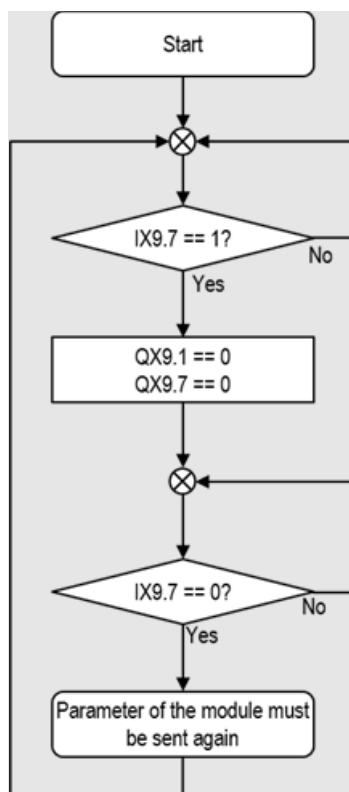 Start
IX9.7 == 1?
No
Yes
QX9.1 == 0
QX9.7 == 0
IX9.7 == 0?
No
Yes
Parameter of the module must
be sent again